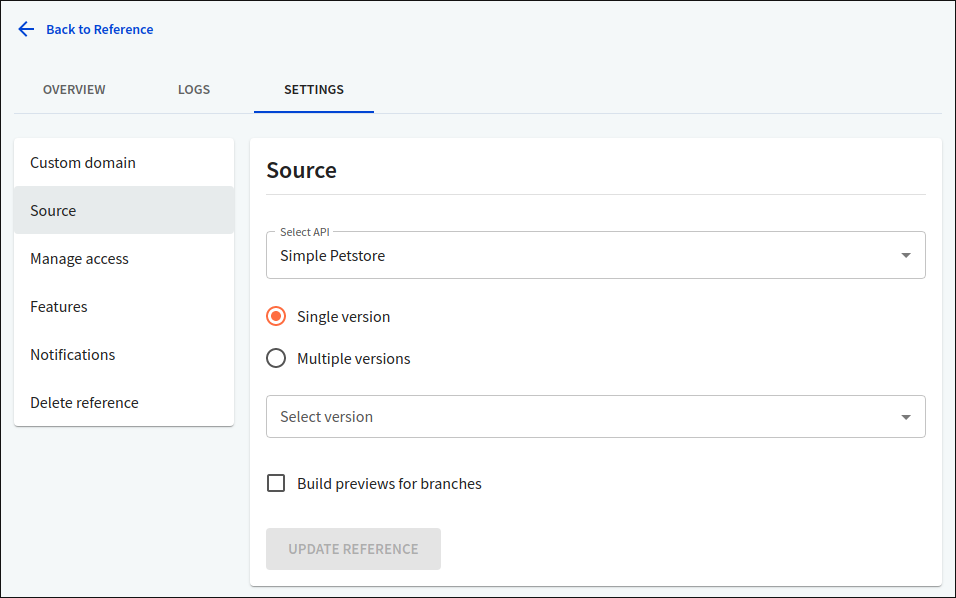 Back to Reference
OVERVIEW
LOGS
SETTINGS
Custom domain
Source
Manage access
Features
Notifications
Delete reference
Source
Select API
Simple Petstore
Single version
Multiple versions
Select version
Build previews for branches
UPDATE REFERENCE